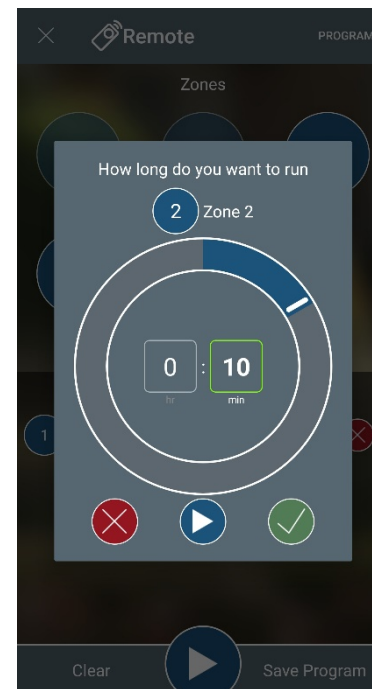 Remote
PROGRAM
Zones
How long do you want to run
2 Zone 2
0 : 10
hr min
1
Clear
Save Program